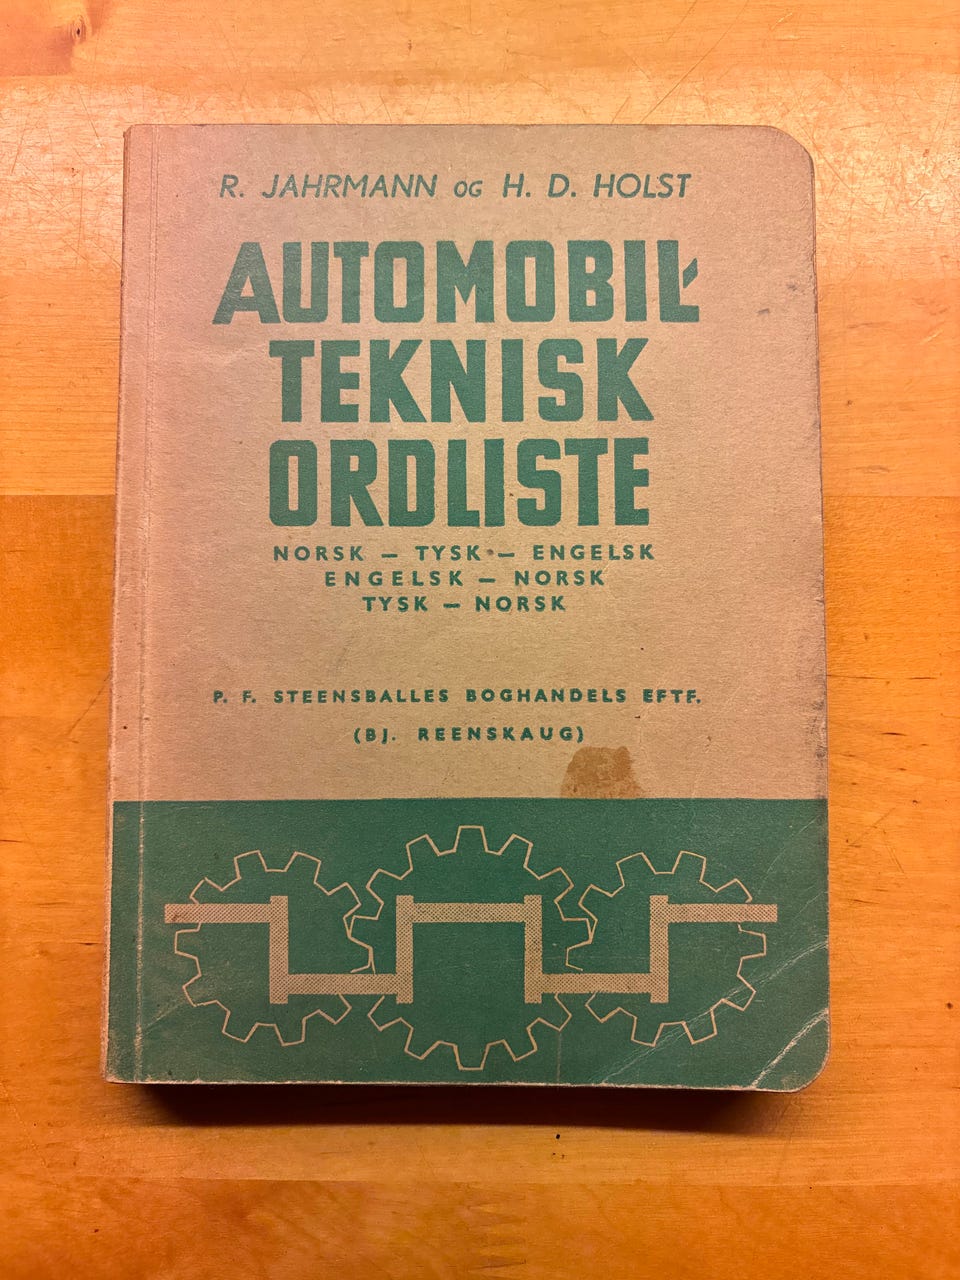 R. JAHRMANN OG H. D. HOLST
AUTOMOBIL-
TEKNISK
ORDLISTE
NORSK — TYSK — ENGELSK
ENGELSK — NORSK
TYSK — NORSK
P. F. STEENSBALLES BOGHANDELS EFTF.
(BJ. REENSKAUG)